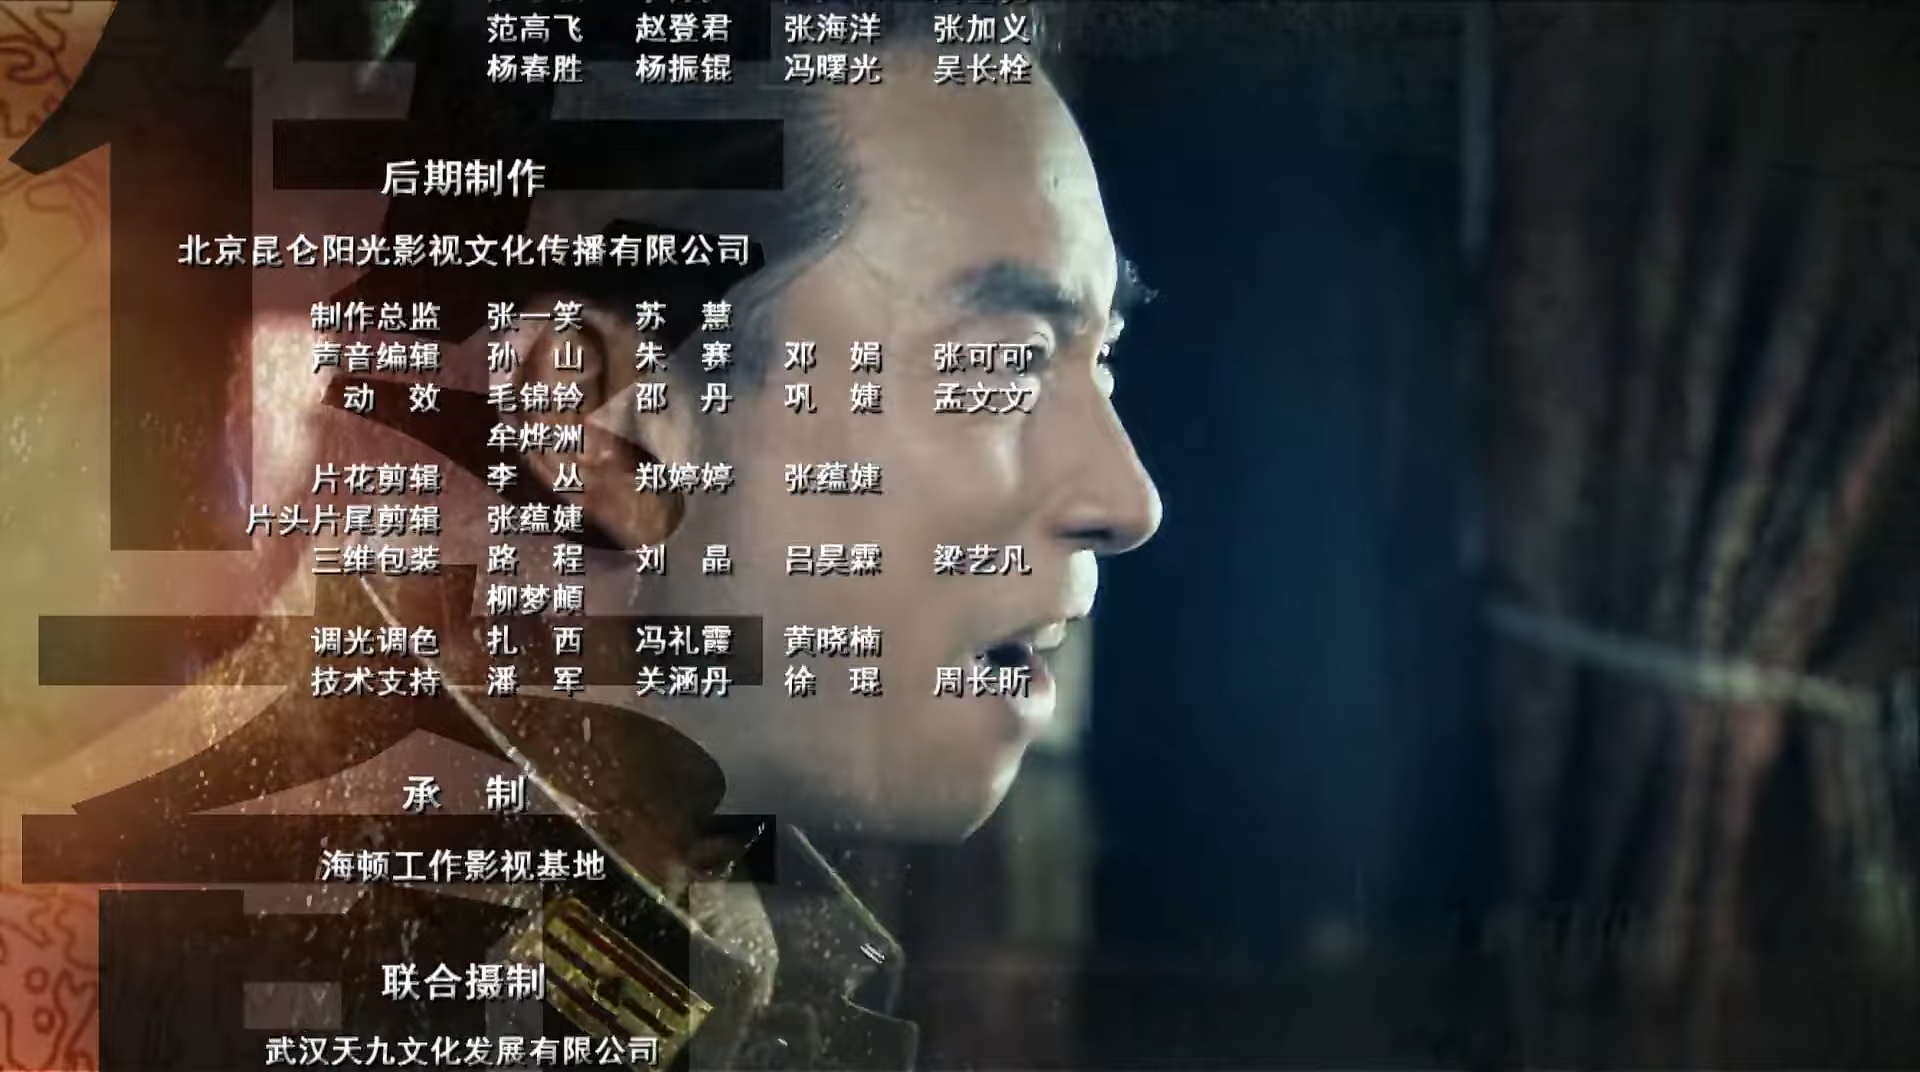 范高飞 赵登君 张海洋 张加义
杨春胜 杨振锟 冯曙光 吴长栓
后期制作
北京昆仑阳光影视文化传播有限公司
制作总监 张一笑 苏 慧
声音编辑 孙 山 朱 赛 邓 娟 张可可
动 效 毛锦铃 邵 丹 巩 婕 孟文文
牟烨洲
片花剪辑 李 丛 郑婷婷 张蕴婕
片头片尾剪辑 张蕴婕
三维包装 路 程 刘 晶 吕昊霖 梁艺凡
柳梦頔
调光调色 扎 西 冯礼霞 黄晓楠
技术支持 潘 军 关涵丹 徐 琨 周长昕
承 制
海顿工作影视基地
联合摄制
武汉天九文化发展有限公司